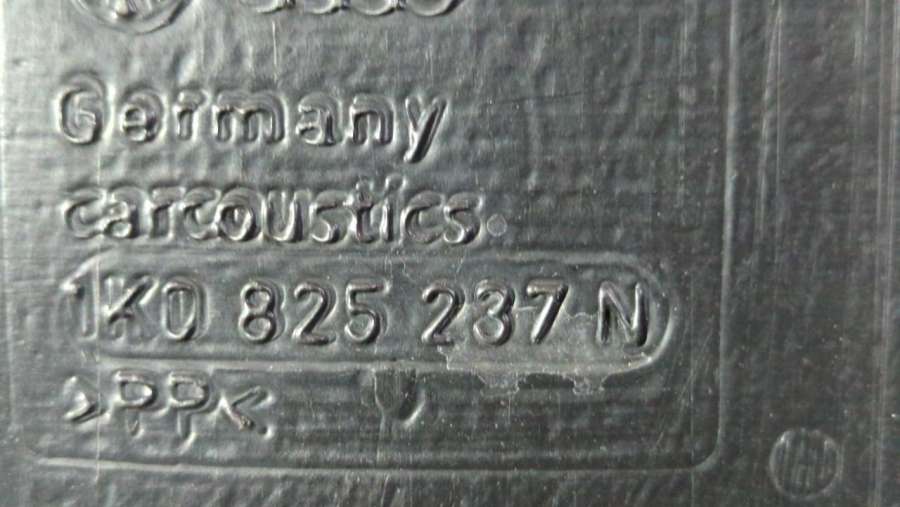 Germany
carcoustics
1K0 825 237 N
>PP<